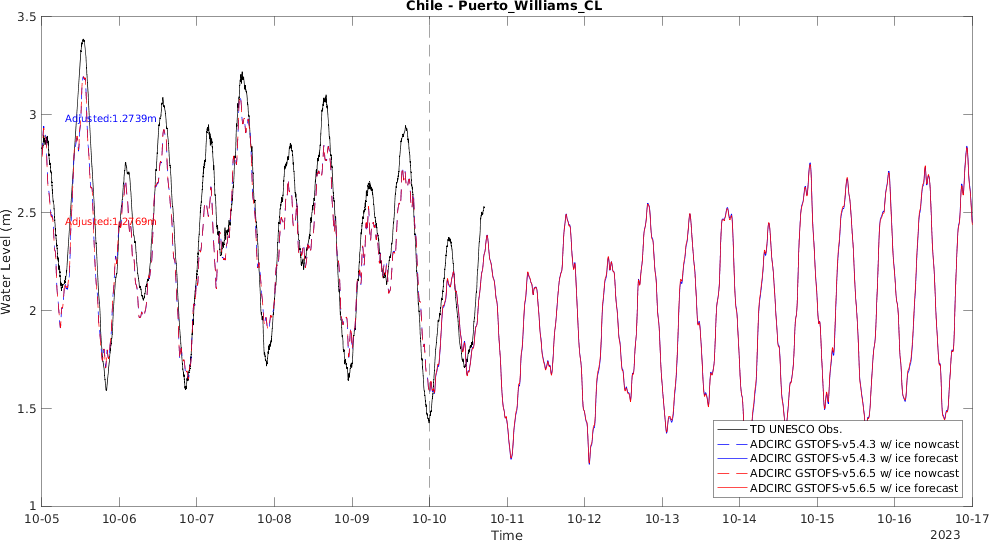 Chile - Puerto_Williams_CL
3.5
3
2.5
2
1.5
1
Water Level (m)
Adjusted:1.2739m
Adjusted:1.2769m
TD UNESCO Obs.
ADCIRC GSTOFS-v5.4.3 w/ ice nowcast
ADCIRC GSTOFS-v5.4.3 w/ ice forecast
ADCIRC GSTOFS-v5.6.5 w/ ice nowcast
ADCIRC GSTOFS-v5.6.5 w/ ice forecast
10-05 10-06 10-07 10-08 10-09 10-10 10-11 10-12 10-13 10-14 10-15 10-16 10-17
Time
2023